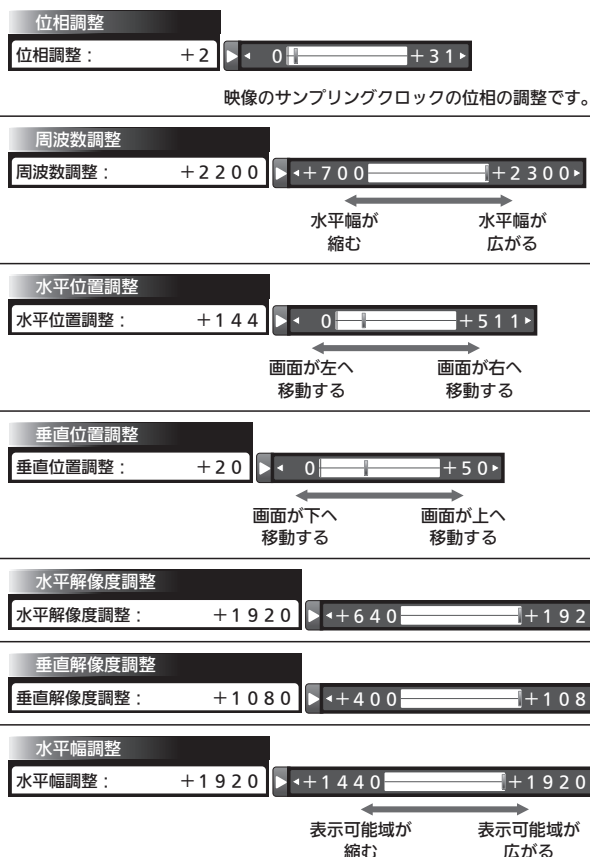 位相調整
位相調整： +2 0 +31
映像のサンプリングクロックの位相の調整です。
周波数調整
周波数調整： +2200 +700 +2300
水平幅が 水平幅が
縮む 広がる
水平位置調整
水平位置調整： +144 0 +511
画面が左へ 画面が右へ
移動する 移動する
垂直位置調整
垂直位置調整： +20 0 +50
画面が下へ 画面が上へ
移動する 移動する
水平解像度調整
水平解像度調整： +1920 +640 +192
垂直解像度調整
垂直解像度調整： +1080 +400 +108
水平幅調整
水平幅調整： +1920 +1440 +1920
表示可能域が 表示可能域が
縮む 広がる